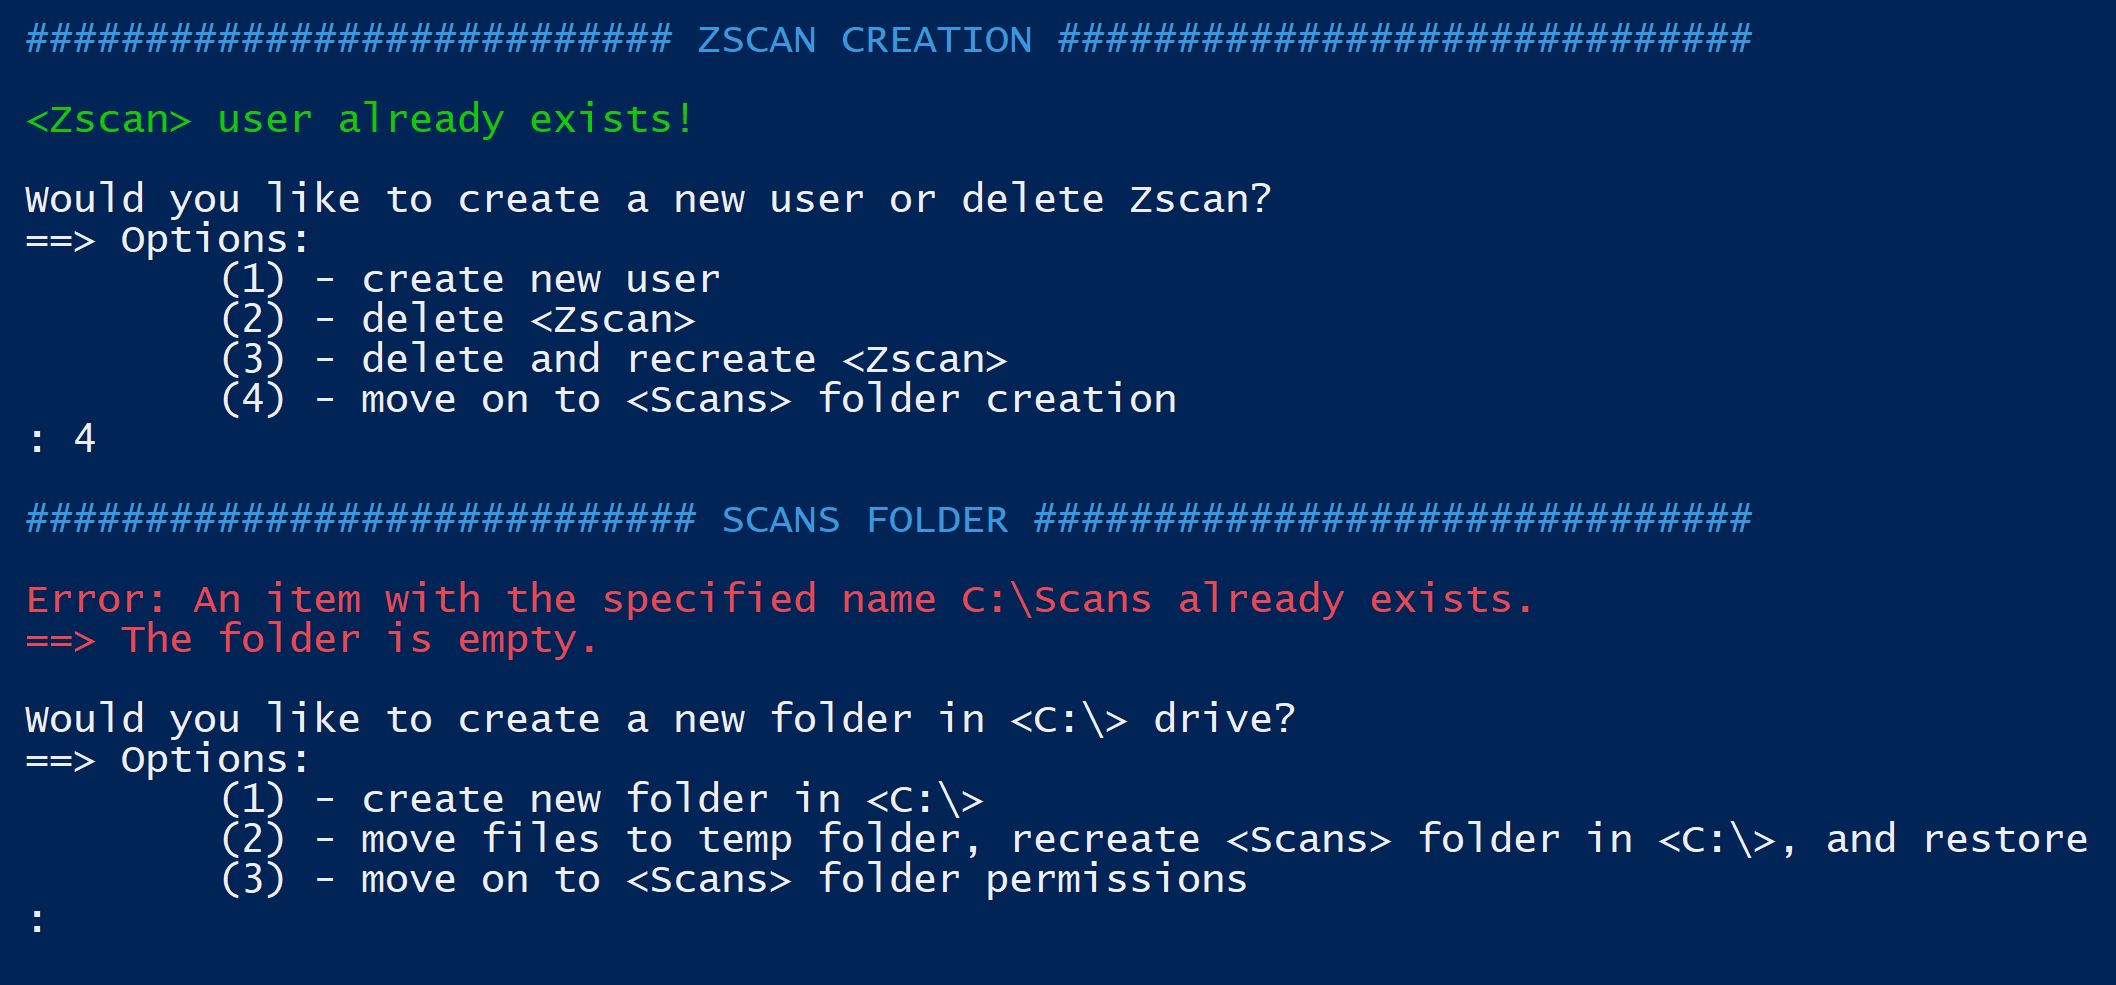 ########################### ZSCAN CREATION #############################
<Zscan> user already exists!
Would you like to create a new user or delete Zscan?
==> Options:
(1) - create new user
(2) - delete <Zscan>
(3) - delete and recreate <Zscan>
(4) - move on to <Scans> folder creation
: 4
############################ SCANS FOLDER ##############################
Error: An item with the specified name C:\Scans already exists.
==> The folder is empty.
Would you like to create a new folder in <C:\> drive?
==> Options:
(1) - create new folder in <C:\>
(2) - move files to temp folder, recreate <Scans> folder in <C:\>, and restore
(3) - move on to <Scans> folder permissions
: